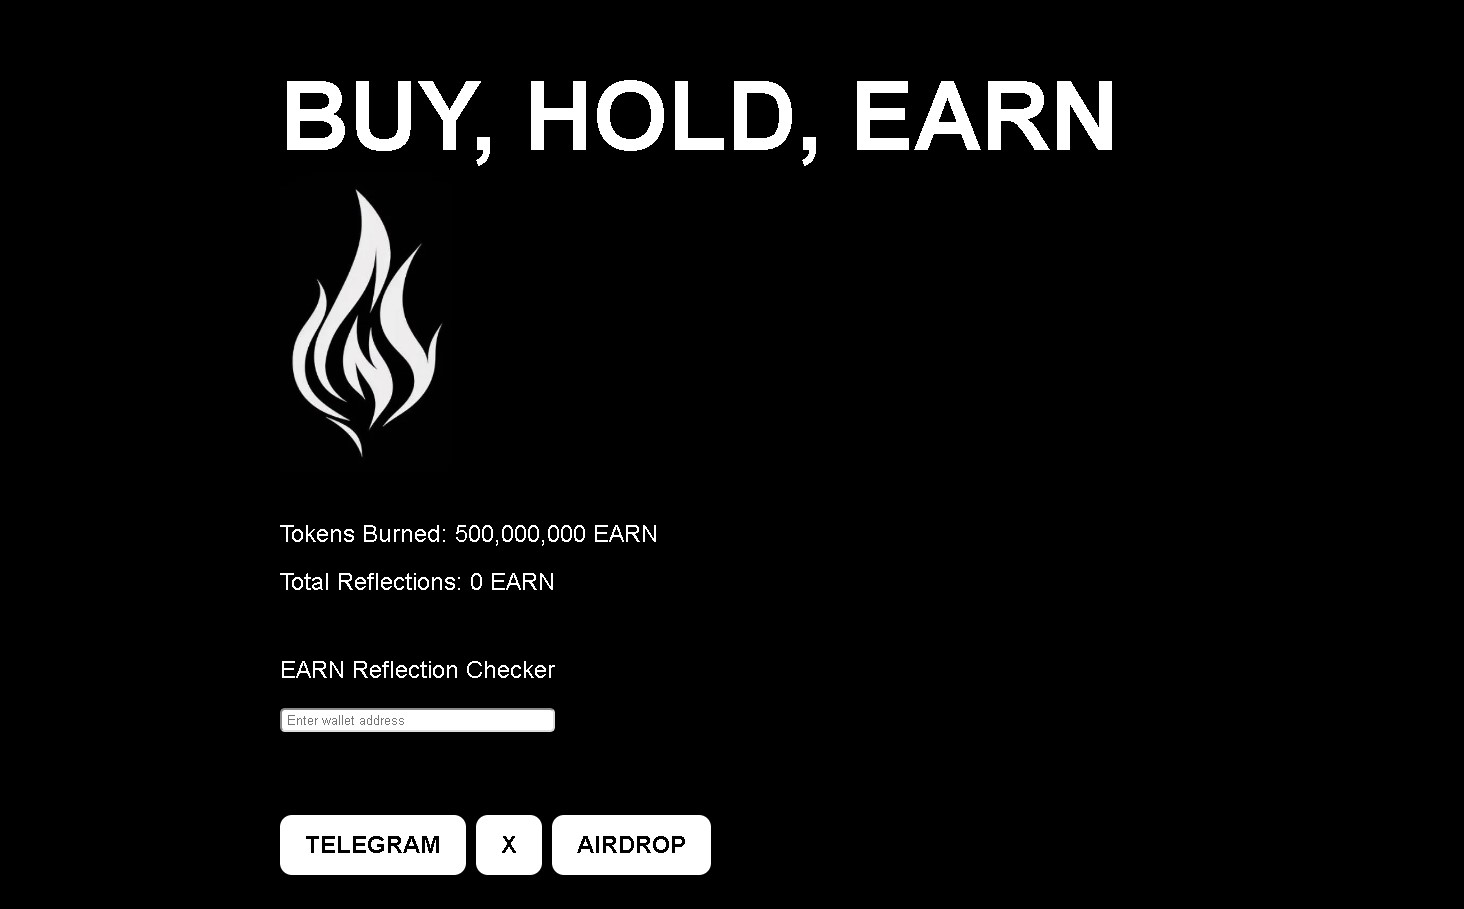 BUY, HOLD, EARN
Tokens Burned: 500,000,000 EARN
Total Reflections: 0 EARN
EARN Reflection Checker
Enter wallet address
TELEGRAM X AIRDROP